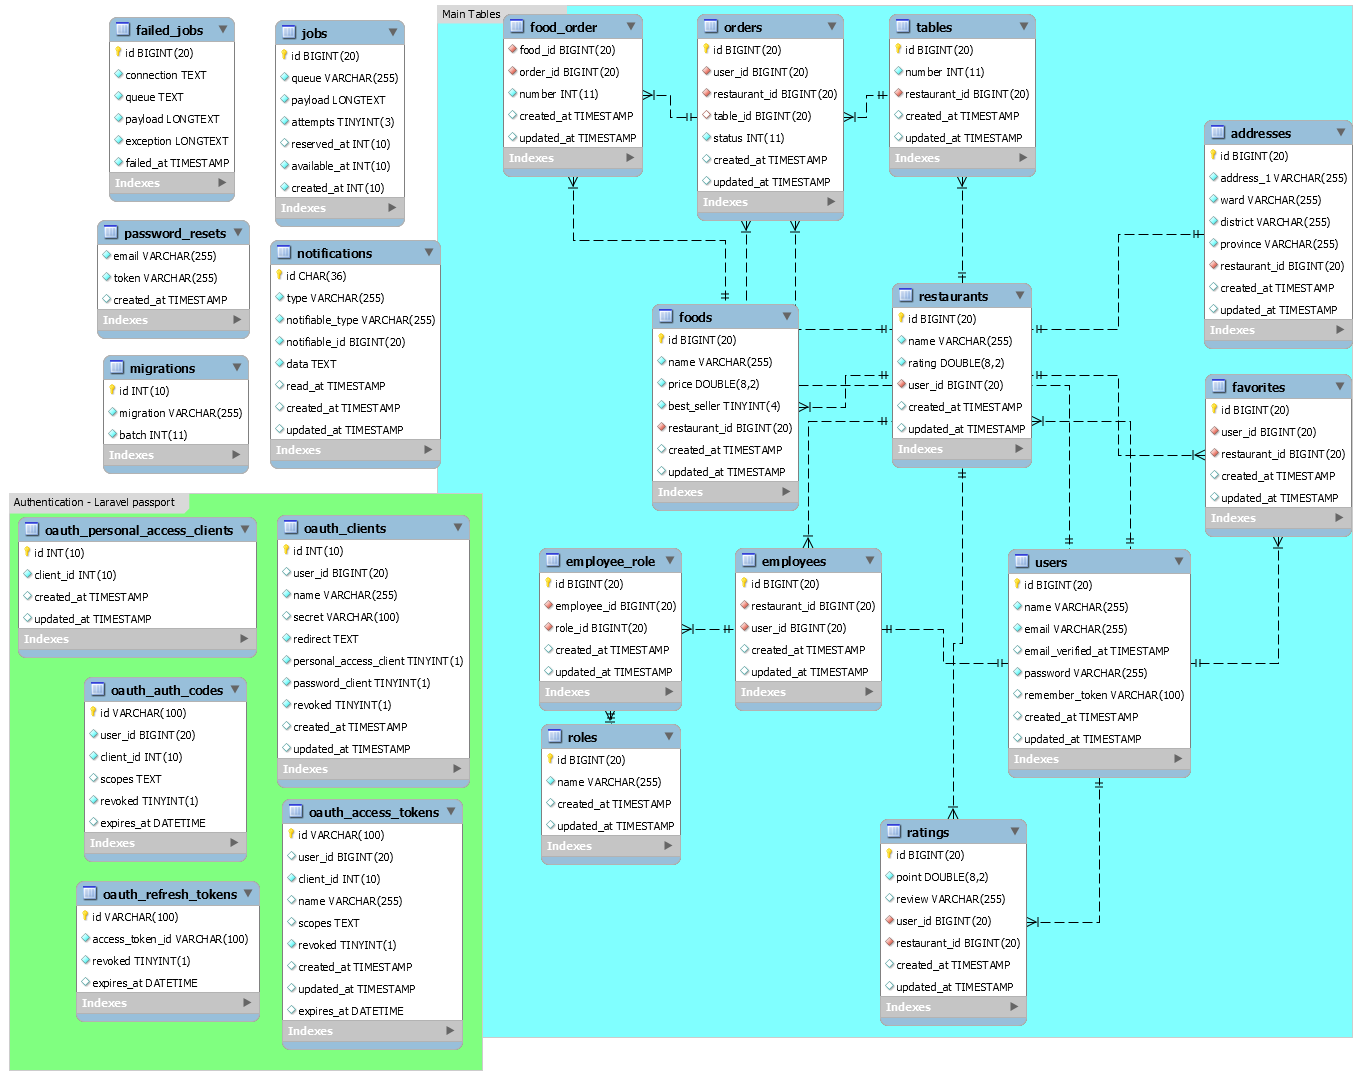 failed_jobs
id BIGINT(20)
connection TEXT
queue TEXT
payload LONGTEXT
exception LONGTEXT
failed_at TIMESTAMP
Indexes
jobs
id BIGINT(20)
queue VARCHAR(255)
payload LONGTEXT
attempts TINYINT(3)
reserved_at INT(10)
available_at INT(10)
created_at INT(10)
Indexes
password_resets
email VARCHAR(255)
token VARCHAR(255)
created_at TIMESTAMP
Indexes
notifications
id CHAR(36)
type VARCHAR(255)
notifiable_type VARCHAR(255)
notifiable_id BIGINT(20)
data TEXT
read_at TIMESTAMP
created_at TIMESTAMP
updated_at TIMESTAMP
Indexes
migrations
id INT(10)
migration VARCHAR(255)
batch INT(11)
Indexes
Main Tables
food_order
food_id BIGINT(20)
order_id BIGINT(20)
number INT(11)
created_at TIMESTAMP
updated_at TIMESTAMP
Indexes
orders
id BIGINT(20)
user_id BIGINT(20)
restaurant_id BIGINT(20)
table_id BIGINT(20)
status INT(11)
created_at TIMESTAMP
updated_at TIMESTAMP
Indexes
tables
id BIGINT(20)
number INT(11)
restaurant_id BIGINT(20)
created_at TIMESTAMP
updated_at TIMESTAMP
Indexes
addresses
id BIGINT(20)
address_1 VARCHAR(255)
ward VARCHAR(255)
district VARCHAR(255)
province VARCHAR(255)
restaurant_id BIGINT(20)
created_at TIMESTAMP
updated_at TIMESTAMP
Indexes
foods
id BIGINT(20)
name VARCHAR(255)
price DOUBLE(8,2)
best_seller TINYINT(4)
restaurant_id BIGINT(20)
created_at TIMESTAMP
updated_at TIMESTAMP
Indexes
restaurants
id BIGINT(20)
name VARCHAR(255)
rating DOUBLE(8,2)
user_id BIGINT(20)
created_at TIMESTAMP
updated_at TIMESTAMP
Indexes
favorites
id BIGINT(20)
user_id BIGINT(20)
restaurant_id BIGINT(20)
created_at TIMESTAMP
updated_at TIMESTAMP
Indexes
employee_role
id BIGINT(20)
employee_id BIGINT(20)
role_id BIGINT(20)
created_at TIMESTAMP
updated_at TIMESTAMP
Indexes
employees
id BIGINT(20)
restaurant_id BIGINT(20)
user_id BIGINT(20)
created_at TIMESTAMP
updated_at TIMESTAMP
Indexes
users
id BIGINT(20)
name VARCHAR(255)
email VARCHAR(255)
email_verified_at TIMESTAMP
password VARCHAR(255)
remember_token VARCHAR(100)
created_at TIMESTAMP
updated_at TIMESTAMP
Indexes
roles
id BIGINT(20)
name VARCHAR(255)
created_at TIMESTAMP
updated_at TIMESTAMP
Indexes
ratings
id BIGINT(20)
point DOUBLE(8,2)
review VARCHAR(255)
user_id BIGINT(20)
restaurant_id BIGINT(20)
created_at TIMESTAMP
updated_at TIMESTAMP
Indexes
Authentication - Laravel passport
oauth_personal_access_clients
id INT(10)
client_id INT(10)
created_at TIMESTAMP
updated_at TIMESTAMP
Indexes
oauth_clients
id INT(10)
user_id BIGINT(20)
name VARCHAR(255)
secret VARCHAR(100)
redirect TEXT
personal_access_client TINYINT(1)
password_client TINYINT(1)
revoked TINYINT(1)
created_at TIMESTAMP
updated_at TIMESTAMP
Indexes
oauth_auth_codes
id VARCHAR(100)
user_id BIGINT(20)
client_id INT(10)
scopes TEXT
revoked TINYINT(1)
expires_at DATETIME
Indexes
oauth_access_tokens
id VARCHAR(100)
user_id BIGINT(20)
client_id INT(10)
name VARCHAR(255)
scopes TEXT
revoked TINYINT(1)
created_at TIMESTAMP
updated_at TIMESTAMP
expires_at DATETIME
Indexes
oauth_refresh_tokens
id VARCHAR(100)
access_token_id VARCHAR(100)
revoked TINYINT(1)
expires_at DATETIME
Indexes